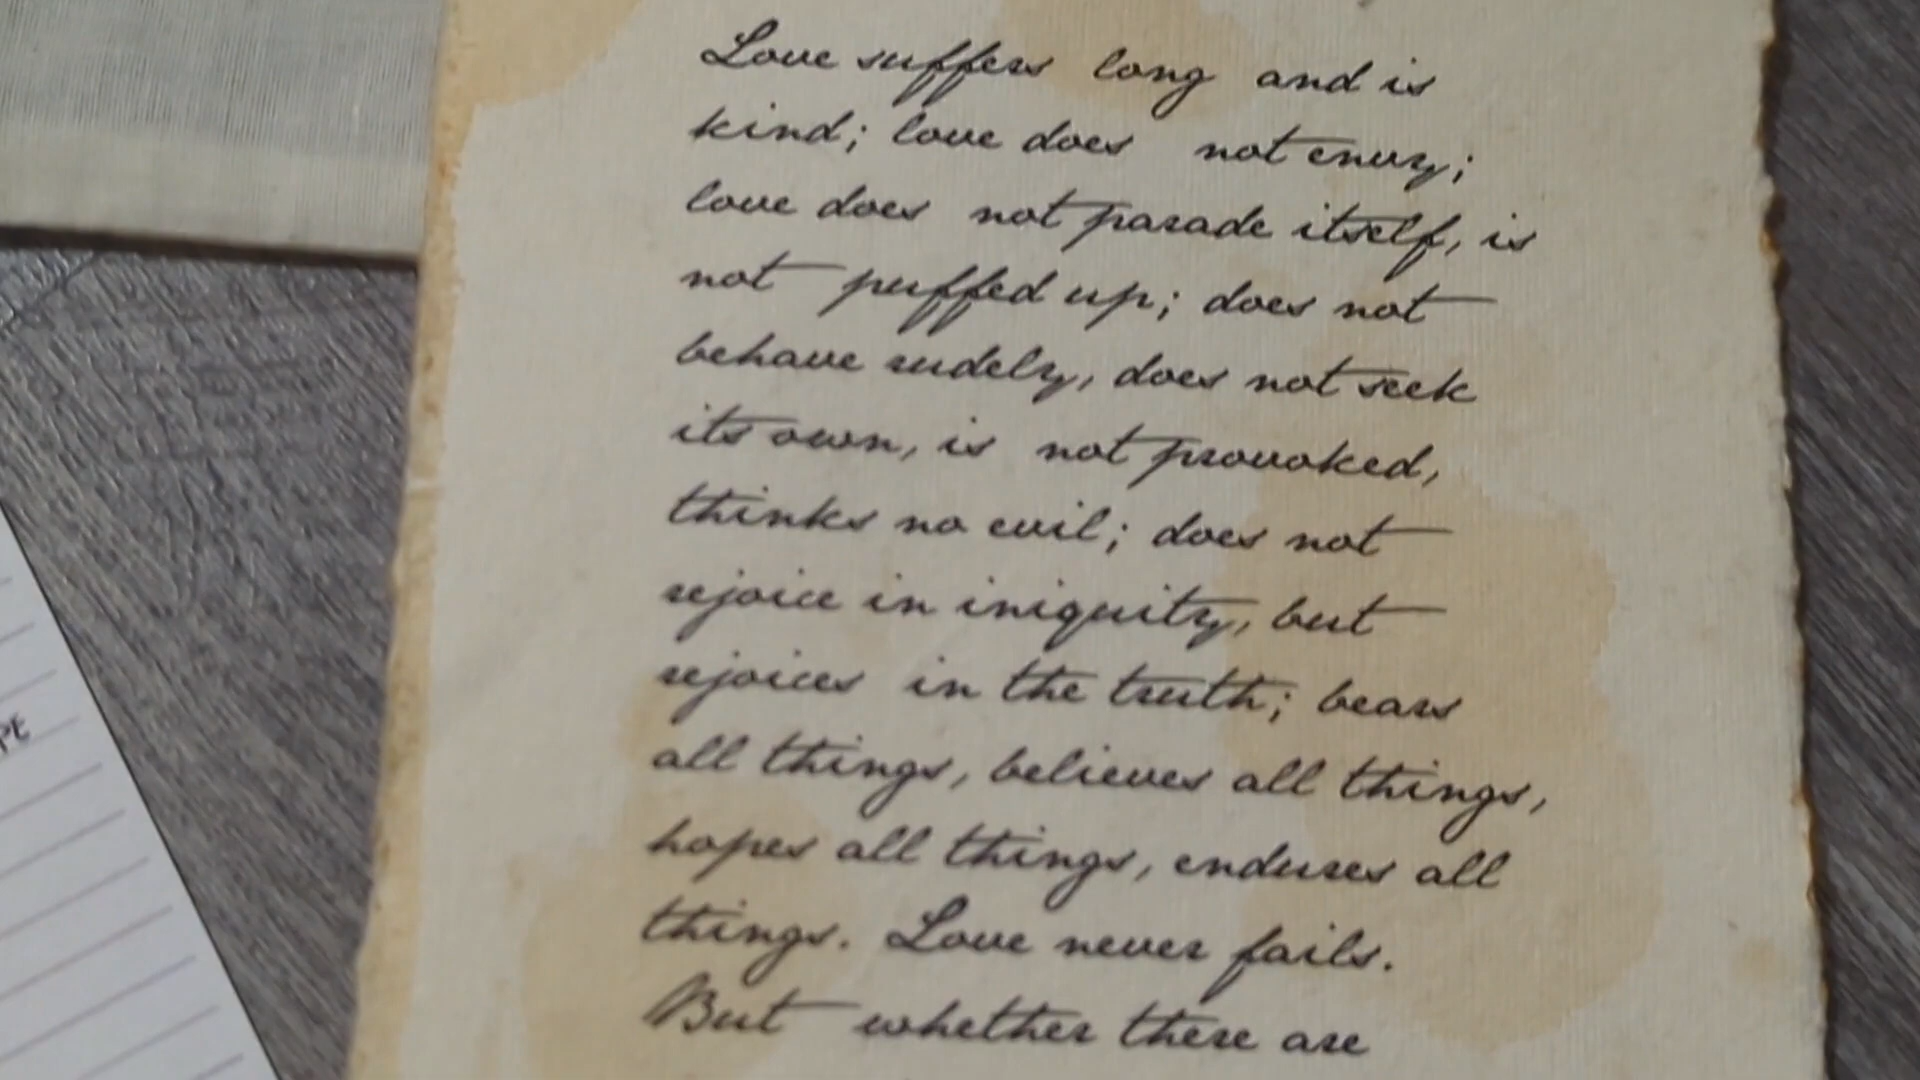 Love suffers long and is
kind; love does not envy;
love does not parade itself, is
not puffed up; does not
behave rudely, does not seek
its own, is not provoked,
thinks no evil; does not
rejoice in iniquity, but
rejoices in the truth; bears
all things, believes all things,
hopes all things, endures all
things. Love never fails.
But whether there are